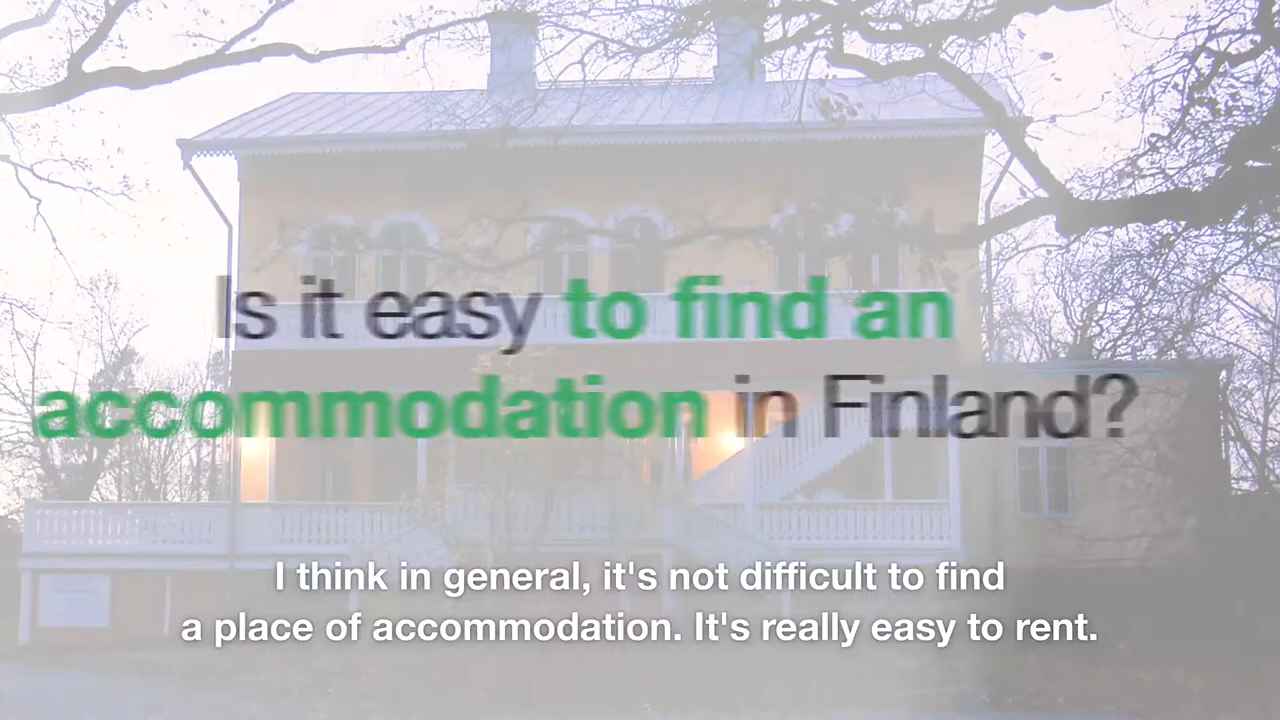 Is it easy to find an
accommodation in Finland?
I think in general, it's not difficult to find
a place of accommodation. It's really easy to rent.